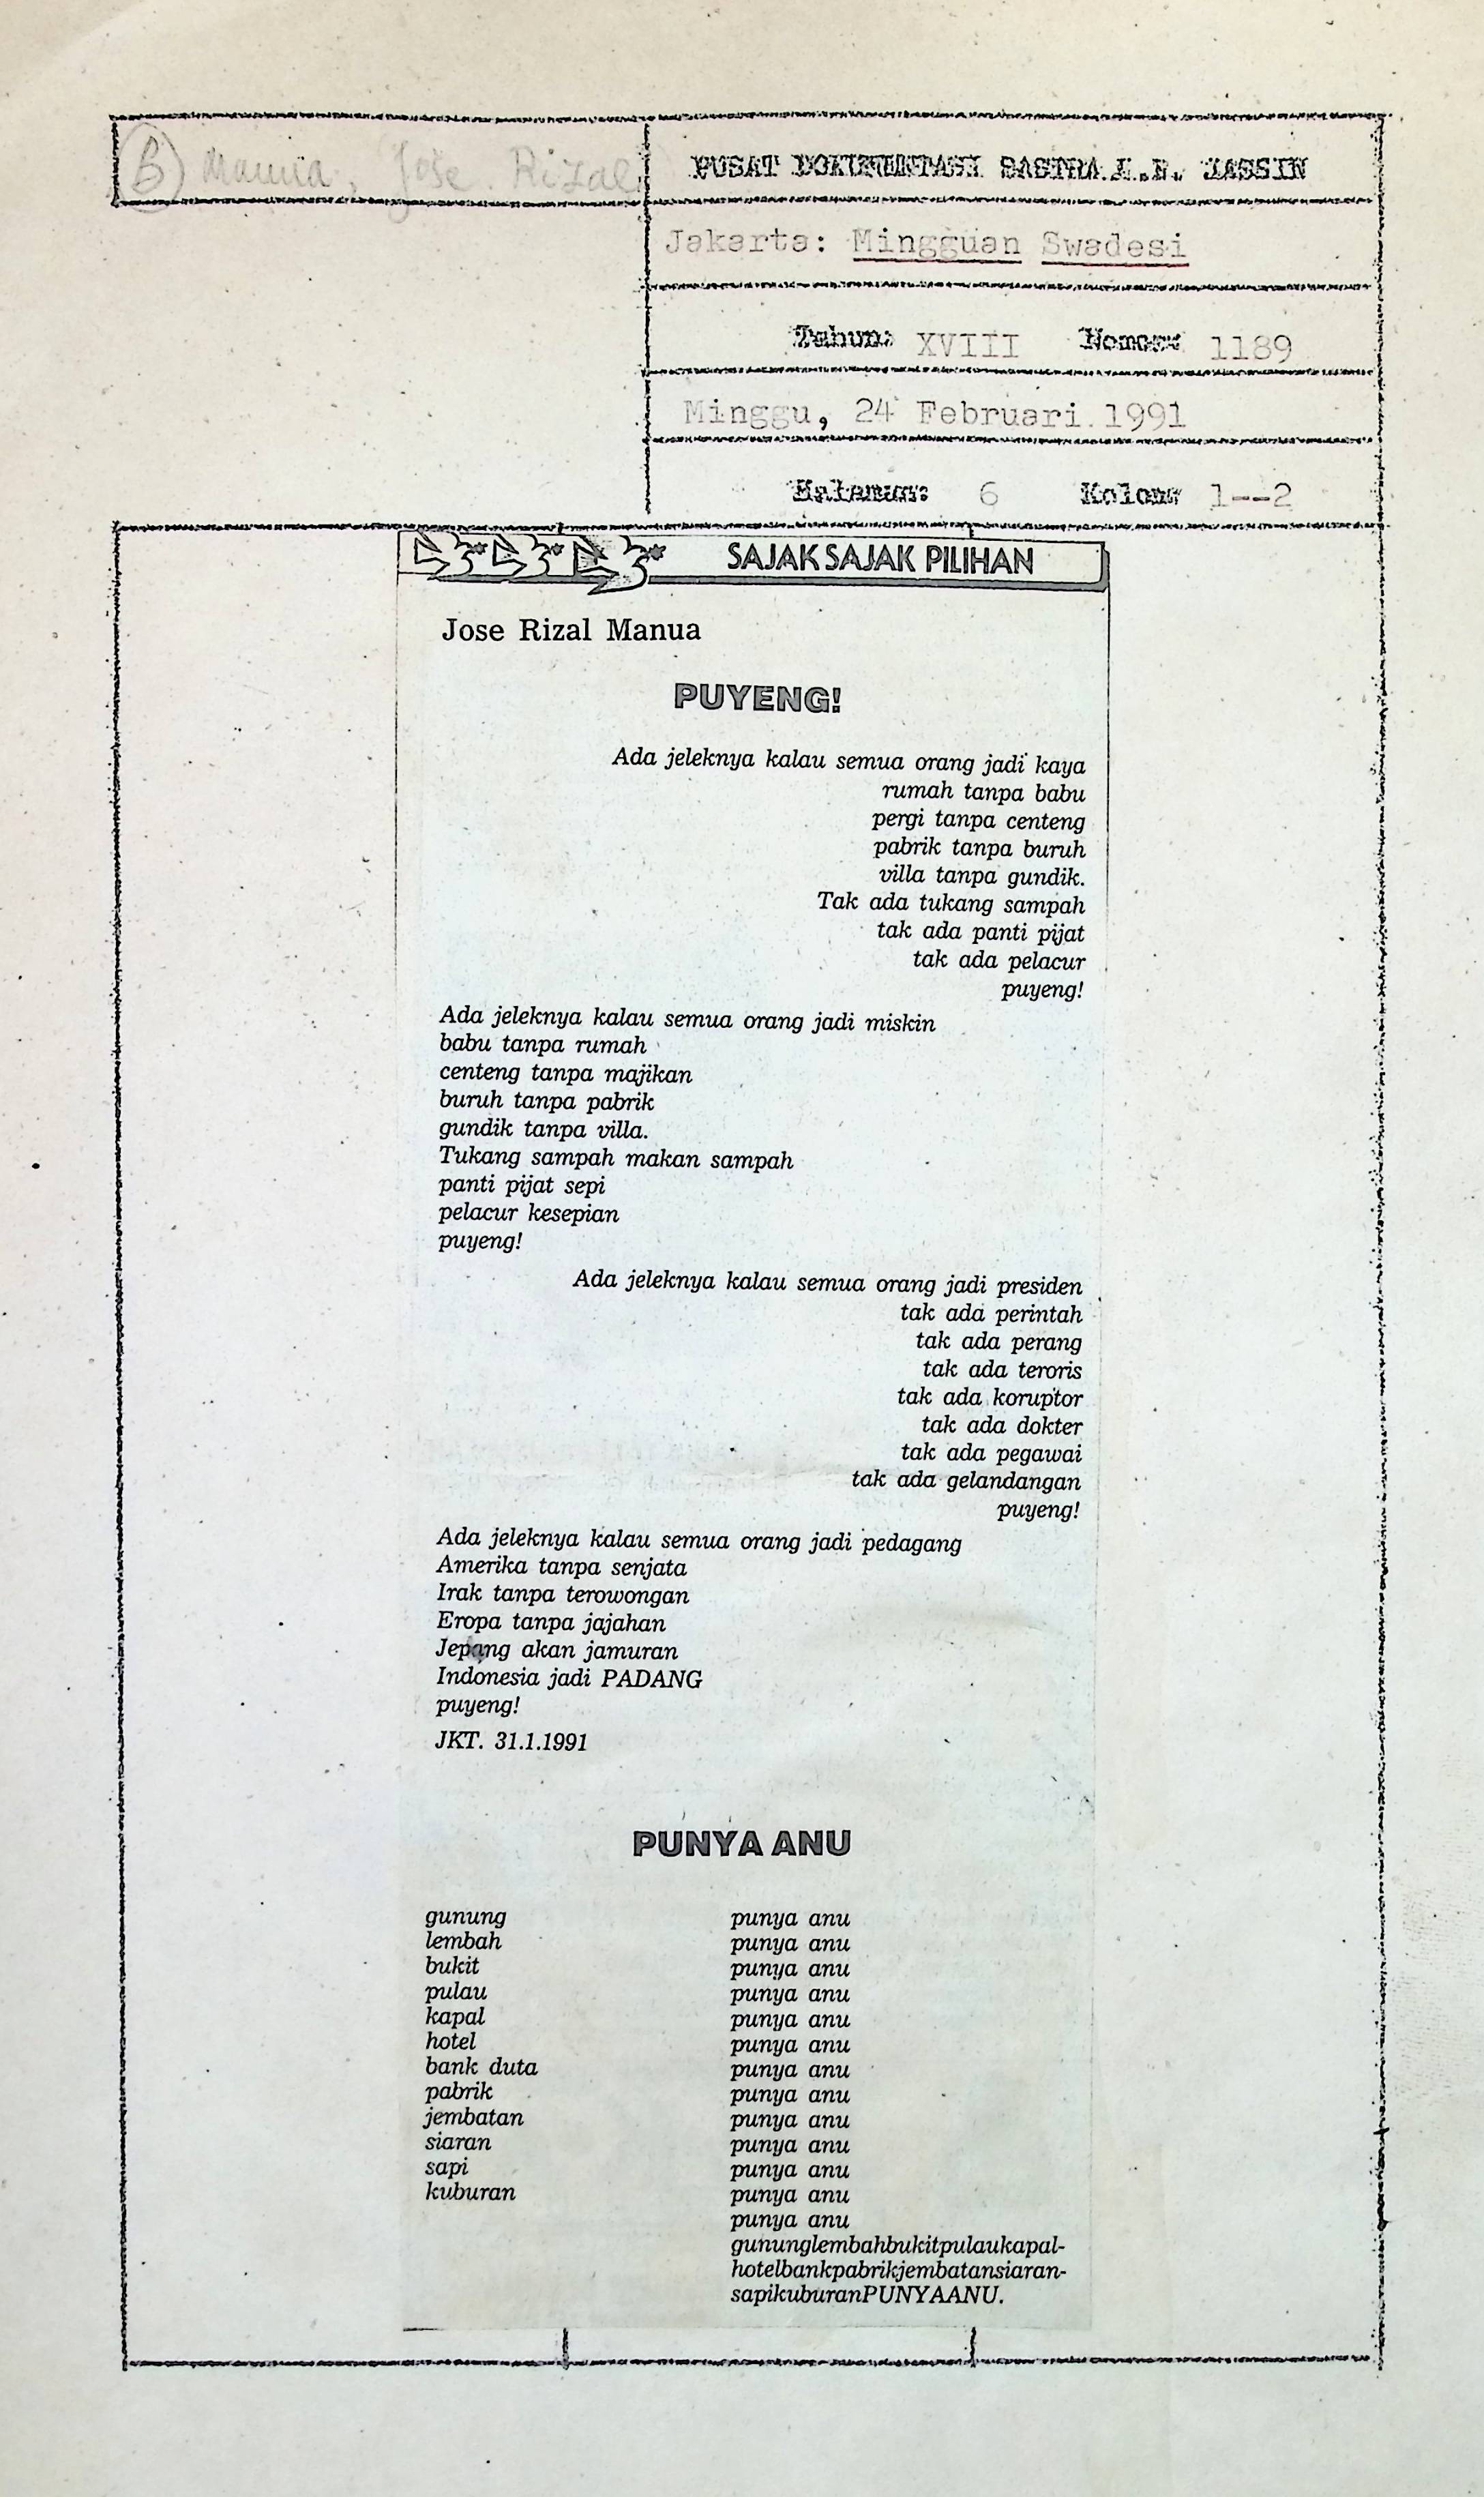 B Manua, Jose Rizal
PUSAT DOKUMENTASI SASTRA H.B. JASSIN
Jakarta: Mingguan Swadesi
Tahun: XVIII Nomor: 1189
Minggu, 24 Februari 1991
Halaman: 6 Kolom: 1--2
SAJAK SAJAK PILIHAN
Jose Rizal Manua
PUYENG!
Ada jeleknya kalau semua orang jadi kaya
rumah tanpa babu
pergi tanpa centeng
pabrik tanpa buruh
villa tanpa gundik.
Tak ada tukang sampah
tak ada panti pijat
tak ada pelacur
puyeng!
Ada jeleknya kalau semua orang jadi miskin
babu tanpa rumah
centeng tanpa majikan
buruh tanpa pabrik
gundik tanpa villa.
Tukang sampah makan sampah
panti pijat sepi
pelacur kesepian
puyeng!
Ada jeleknya kalau semua orang jadi presiden
tak ada perintah
tak ada perang
tak ada teroris
tak ada koruptor
tak ada dokter
tak ada pegawai
tak ada gelandangan
puyeng!
Ada jeleknya kalau semua orang jadi pedagang
Amerika tanpa senjata
Irak tanpa terowongan
Eropa tanpa jajahan
Jepang akan jamuran
Indonesia jadi PADANG
puyeng!
JKT. 31.1.1991
PUNYA ANU
gunung punya anu
lembah punya anu
bukit punya anu
pulau punya anu
kapal punya anu
hotel punya anu
bank duta punya anu
pabrik punya anu
jembatan punya anu
siaran punya anu
sapi punya anu
kuburan punya anu
punya anu
gununglembahbukitpulaukapal-
hotelbankpabrikjembatansiaran-
sapikuburanPUNYAANU.